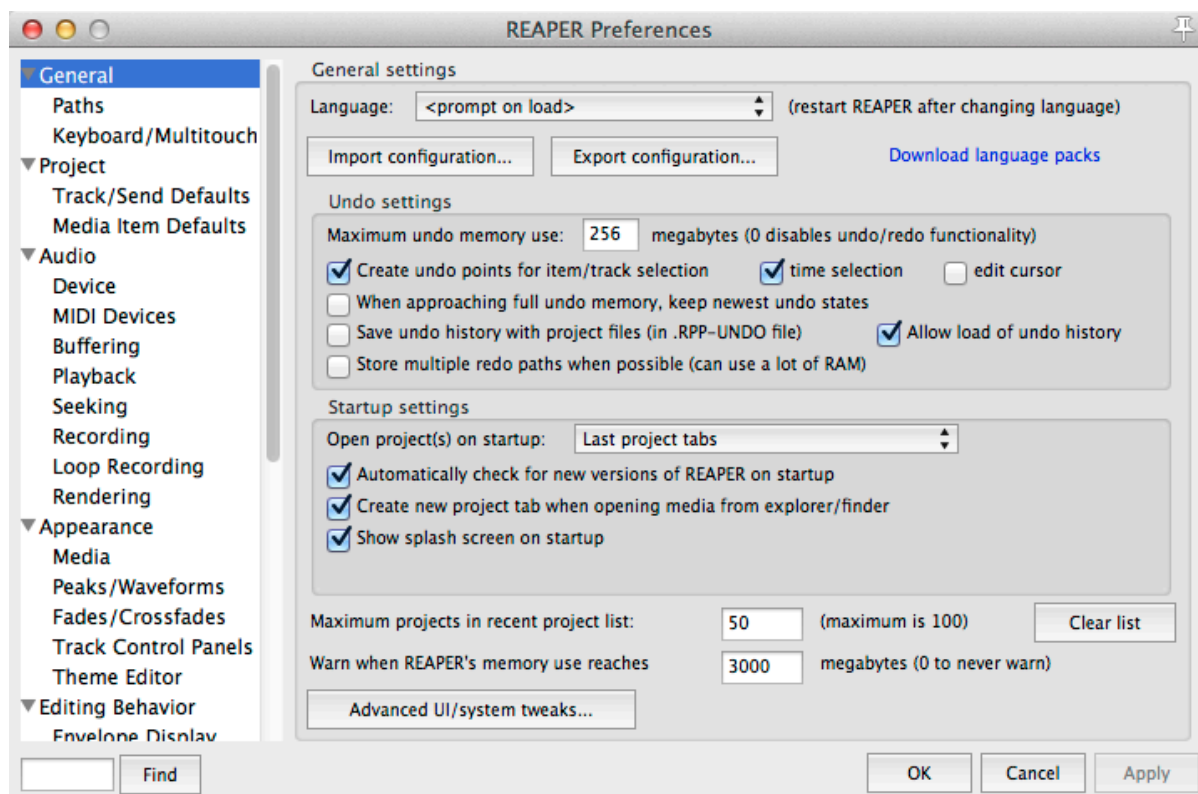 REAPER Preferences
General
Paths
Keyboard/Multitouch
Project
Track/Send Defaults
Media Item Defaults
Audio
Device
MIDI Devices
Buffering
Playback
Seeking
Recording
Loop Recording
Rendering
Appearance
Media
Peaks/Waveforms
Fades/Crossfades
Track Control Panels
Theme Editor
Editing Behavior
Envelope Display
Find
General settings
Language: <prompt on load> (restart REAPER after changing language)
Import configuration... Export configuration... Download language packs
Undo settings
Maximum undo memory use: 256 megabytes (0 disables undo/redo functionality)
Create undo points for item/track selection time selection edit cursor
When approaching full undo memory, keep newest undo states
Save undo history with project files (in .RPP-UNDO file) Allow load of undo history
Store multiple redo paths when possible (can use a lot of RAM)
Startup settings
Open project(s) on startup: Last project tabs
Automatically check for new versions of REAPER on startup
Create new project tab when opening media from explorer/finder
Show splash screen on startup
Maximum projects in recent project list: 50 (maximum is 100) Clear list
Warn when REAPER's memory use reaches 3000 megabytes (0 to never warn)
Advanced UI/system tweaks...
OK Cancel Apply